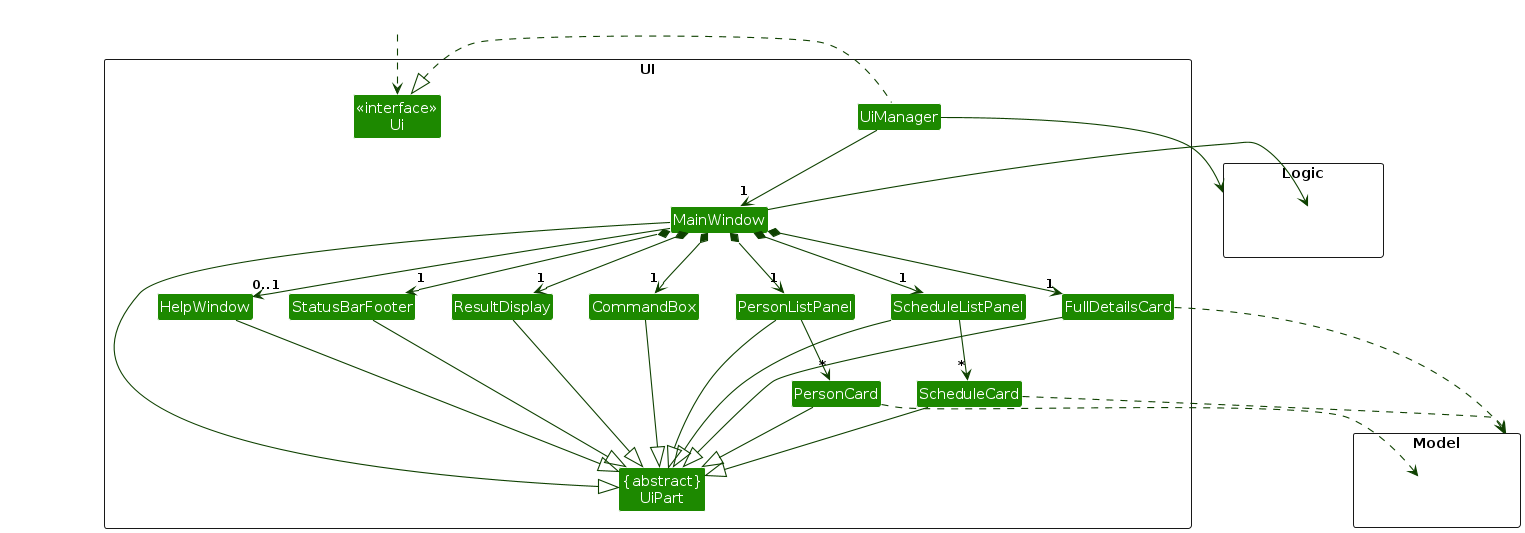 UI
«interface»
Ui
UiManager
Logic
1
MainWindow
0..1
1
1
1
1
1
1
HelpWindow
StatusBarFooter
ResultDisplay
CommandBox
PersonListPanel
ScheduleListPanel
FullDetailsCard
*
*
PersonCard
ScheduleCard
Model
{abstract}
UiPart